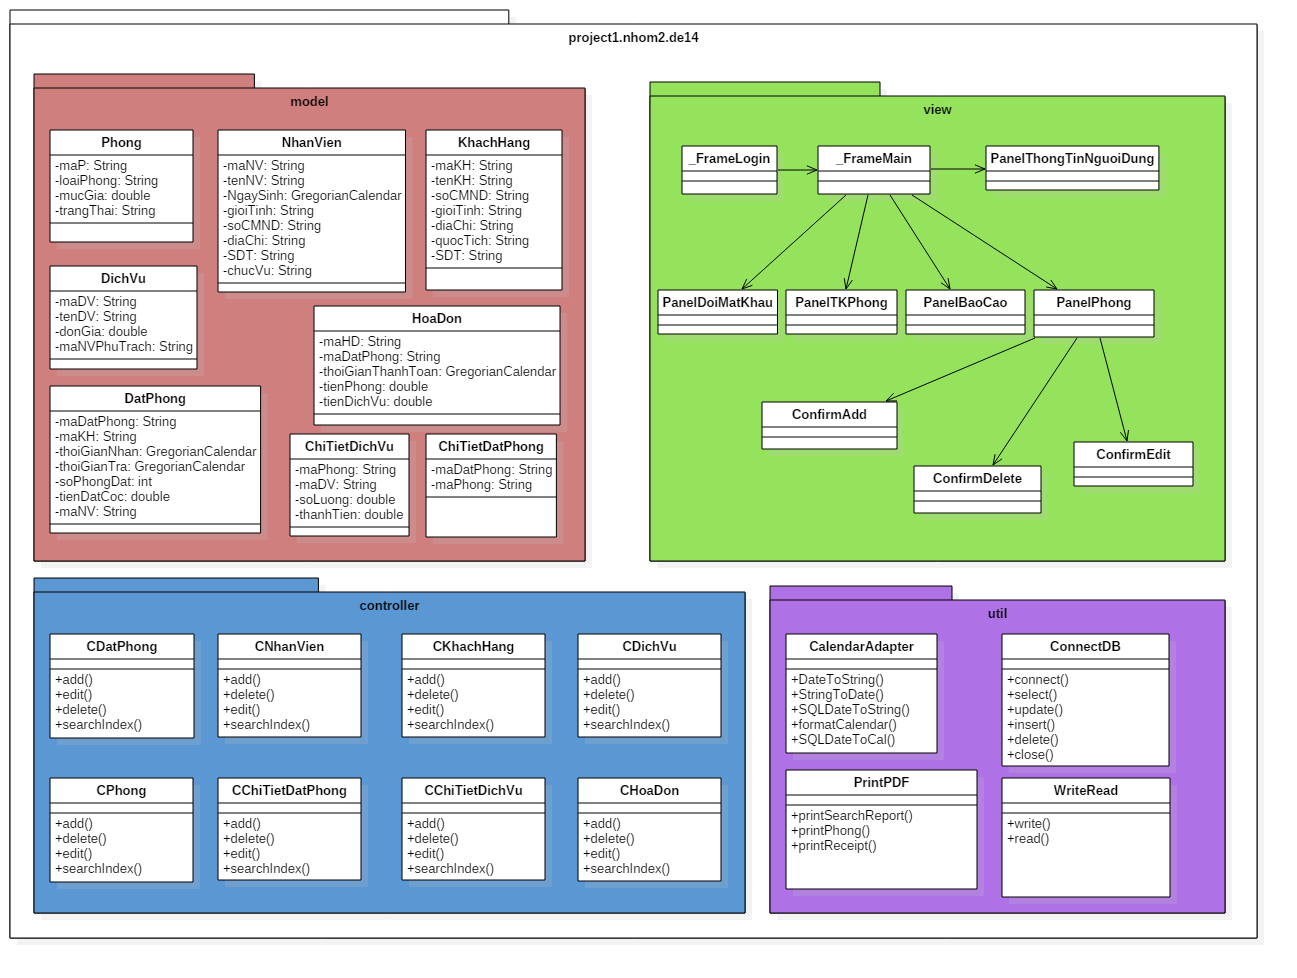 project1.nhom2.de14
model
Phong
-maP: String
-loaiPhong: String
-mucGia: double
-trangThai: String
NhanVien
-maNV: String
-tenNV: String
-NgaySinh: GregorianCalendar
-gioiTinh: String
-soCMND: String
-diaChi: String
-SDT: String
-chucVu: String
KhachHang
-maKH: String
-tenKH: String
-soCMND: String
-gioiTinh: String
-diaChi: String
-quocTich: String
-SDT: String
DichVu
-maDV: String
-tenDV: String
-donGia: double
-maNVPhuTrach: String
HoaDon
-maHD: String
-maDatPhong: String
-thoiGianThanhToan: GregorianCalendar
-tienPhong: double
-tienDichVu: double
DatPhong
-maDatPhong: String
-maKH: String
-thoiGianNhan: GregorianCalendar
-thoiGianTra: GregorianCalendar
-soPhongDat: int
-tienDatCoc: double
-maNV: String
ChiTietDichVu
-maPhong: String
-maDV: String
-soLuong: double
-thanhTien: double
ChiTietDatPhong
-maDatPhong: String
-maPhong: String
view
_FrameLogin
_FrameMain
PanelThongTinNguoiDung
PanelDoiMatKhau
PanelTKPhong
PanelBaoCao
PanelPhong
ConfirmAdd
ConfirmDelete
ConfirmEdit
controller
CDatPhong
+add()
+edit()
+delete()
+searchIndex()
CNhanVien
+add()
+delete()
+edit()
+searchIndex()
CKhachHang
+add()
+delete()
+edit()
+searchIndex()
CDichVu
+add()
+delete()
+edit()
+searchIndex()
CPhong
+add()
+delete()
+edit()
+searchIndex()
CChiTietDatPhong
+add()
+delete()
+edit()
+searchIndex()
CChiTietDichVu
+add()
+delete()
+edit()
+searchIndex()
CHoaDon
+add()
+delete()
+edit()
+searchIndex()
util
CalendarAdapter
+DateToString()
+StringToDate()
+SQLDateToString()
+formatCalendar()
+SQLDateToCal()
ConnectDB
+connect()
+select()
+update()
+insert()
+delete()
+close()
PrintPDF
+printSearchReport()
+printPhong()
+printReceipt()
WriteRead
+write()
+read()